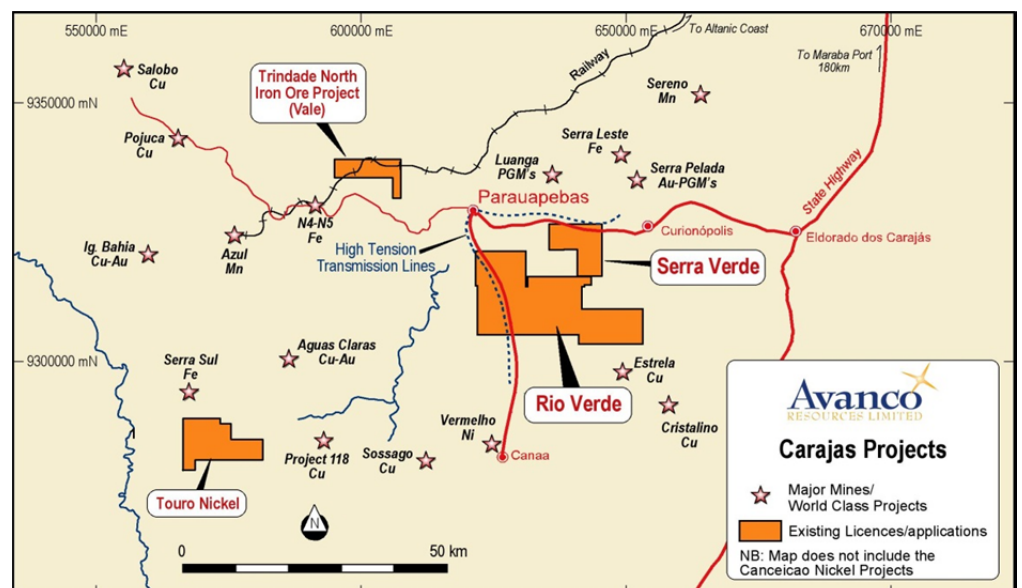 550000 mE
600000 mE
650000 mE
670000 mE
To Altanic Coast
To Maraba Port
180km
Railway
Salobo
Cu
Trindade North
Iron Ore Project
(Vale)
Sereno
Mn
9350000 mN
Pojuca
Cu
Serra Leste
Fe
Luanga
PGM's
Serra Pelada
Au-PGM's
State Highway
Parauapebas
N4-N5
Fe
Curionópolis
Eldorado dos Carajás
Ig. Bahia
Cu-Au
Azul
Mn
High Tension
Transmission Lines
Serra Verde
9300000 mN
Serra Sul
Fe
Aguas Claras
Cu-Au
Estrela
Cu
Rio Verde
Cristalino
Cu
Vermelho
Ni
Project 118
Cu
Sossago
Cu
Canaa
Touro Nickel
N
0
50 km
Avanco
RESOURCES LIMITED
Carajas Projects
Major Mines/
World Class Projects
Existing Licences/applications
NB: Map does not include the
Canceicao Nickel Projects